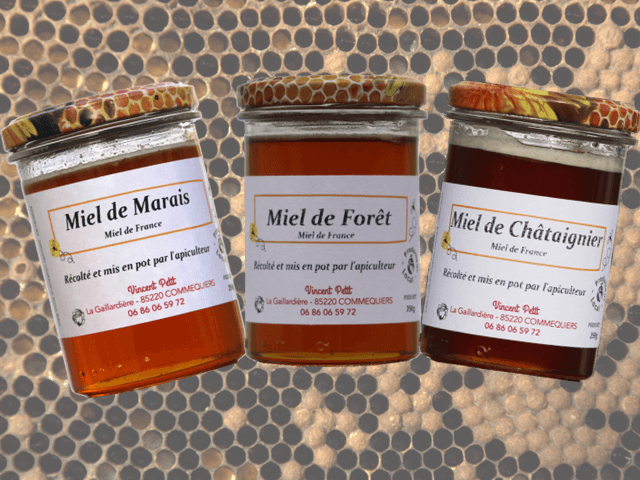 Miel de Marais
Miel de France
Récolté et mis en pot par l'apiculteur
Vincent Petit
La Gaillardière - 85220 COMMEQUIERS
06 86 06 59 72
Miel de Forêt
Miel de France
Récolté et mis en pot par l'apiculteur
Vincent Petit
La Gaillardière - 85220 COMMEQUIERS
06 86 06 59 72
250g
Miel de Châtaignier
Miel de France
Récolté et mis en pot par l'apiculteur
Vincent Petit
La Gaillardière - 85220 COMMEQUIERS
06 86 06 59 72
250g